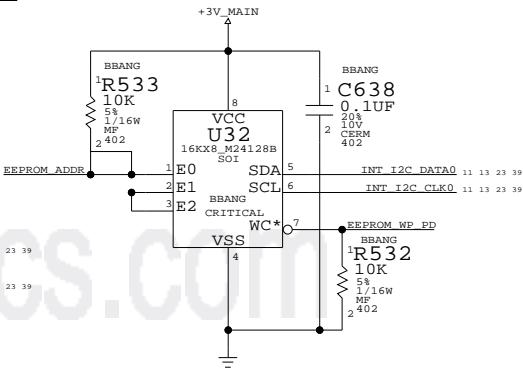 +3V_MAIN
BBANG
1
R533
10K
5%
1/16W
MF
402
2
BBANG
1
C638
0.1UF
20%
10V
CERM
402
2
8
VCC
U32
16KX8_M24128B
SOI
EEPROM_ADDR
1 E0
2 E1
3 E2
SDA 5
SCL 6
INT_I2C_DATA0 11 13 23 39
INT_I2C_CLK0 11 13 23 39
BBANG
CRITICAL
WC* 7
EEPROM_WP_PD
VSS
4
BBANG
1
R532
10K
5%
1/16W
MF
402
2
23 39
23 39
cs.com